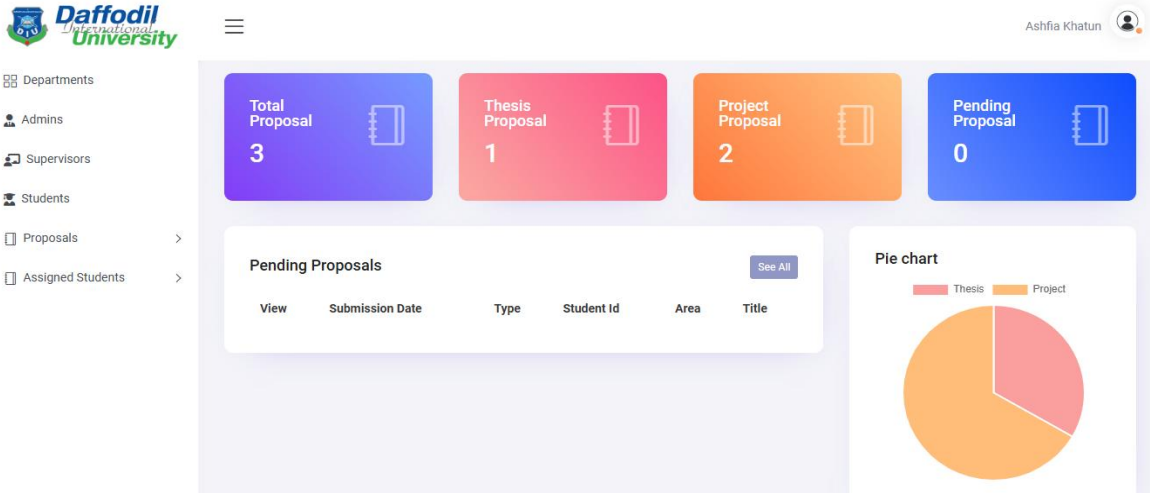 DIU
Daffodil
International
University
Ashfia Khatun
Departments
Admins
Supervisors
Students
Proposals
Assigned Students
Total
Proposal
3
Thesis
Proposal
1
Project
Proposal
2
Pending
Proposal
0
Pending Proposals
See All
View Submission Date Type Student Id Area Title
Pie chart
Thesis Project